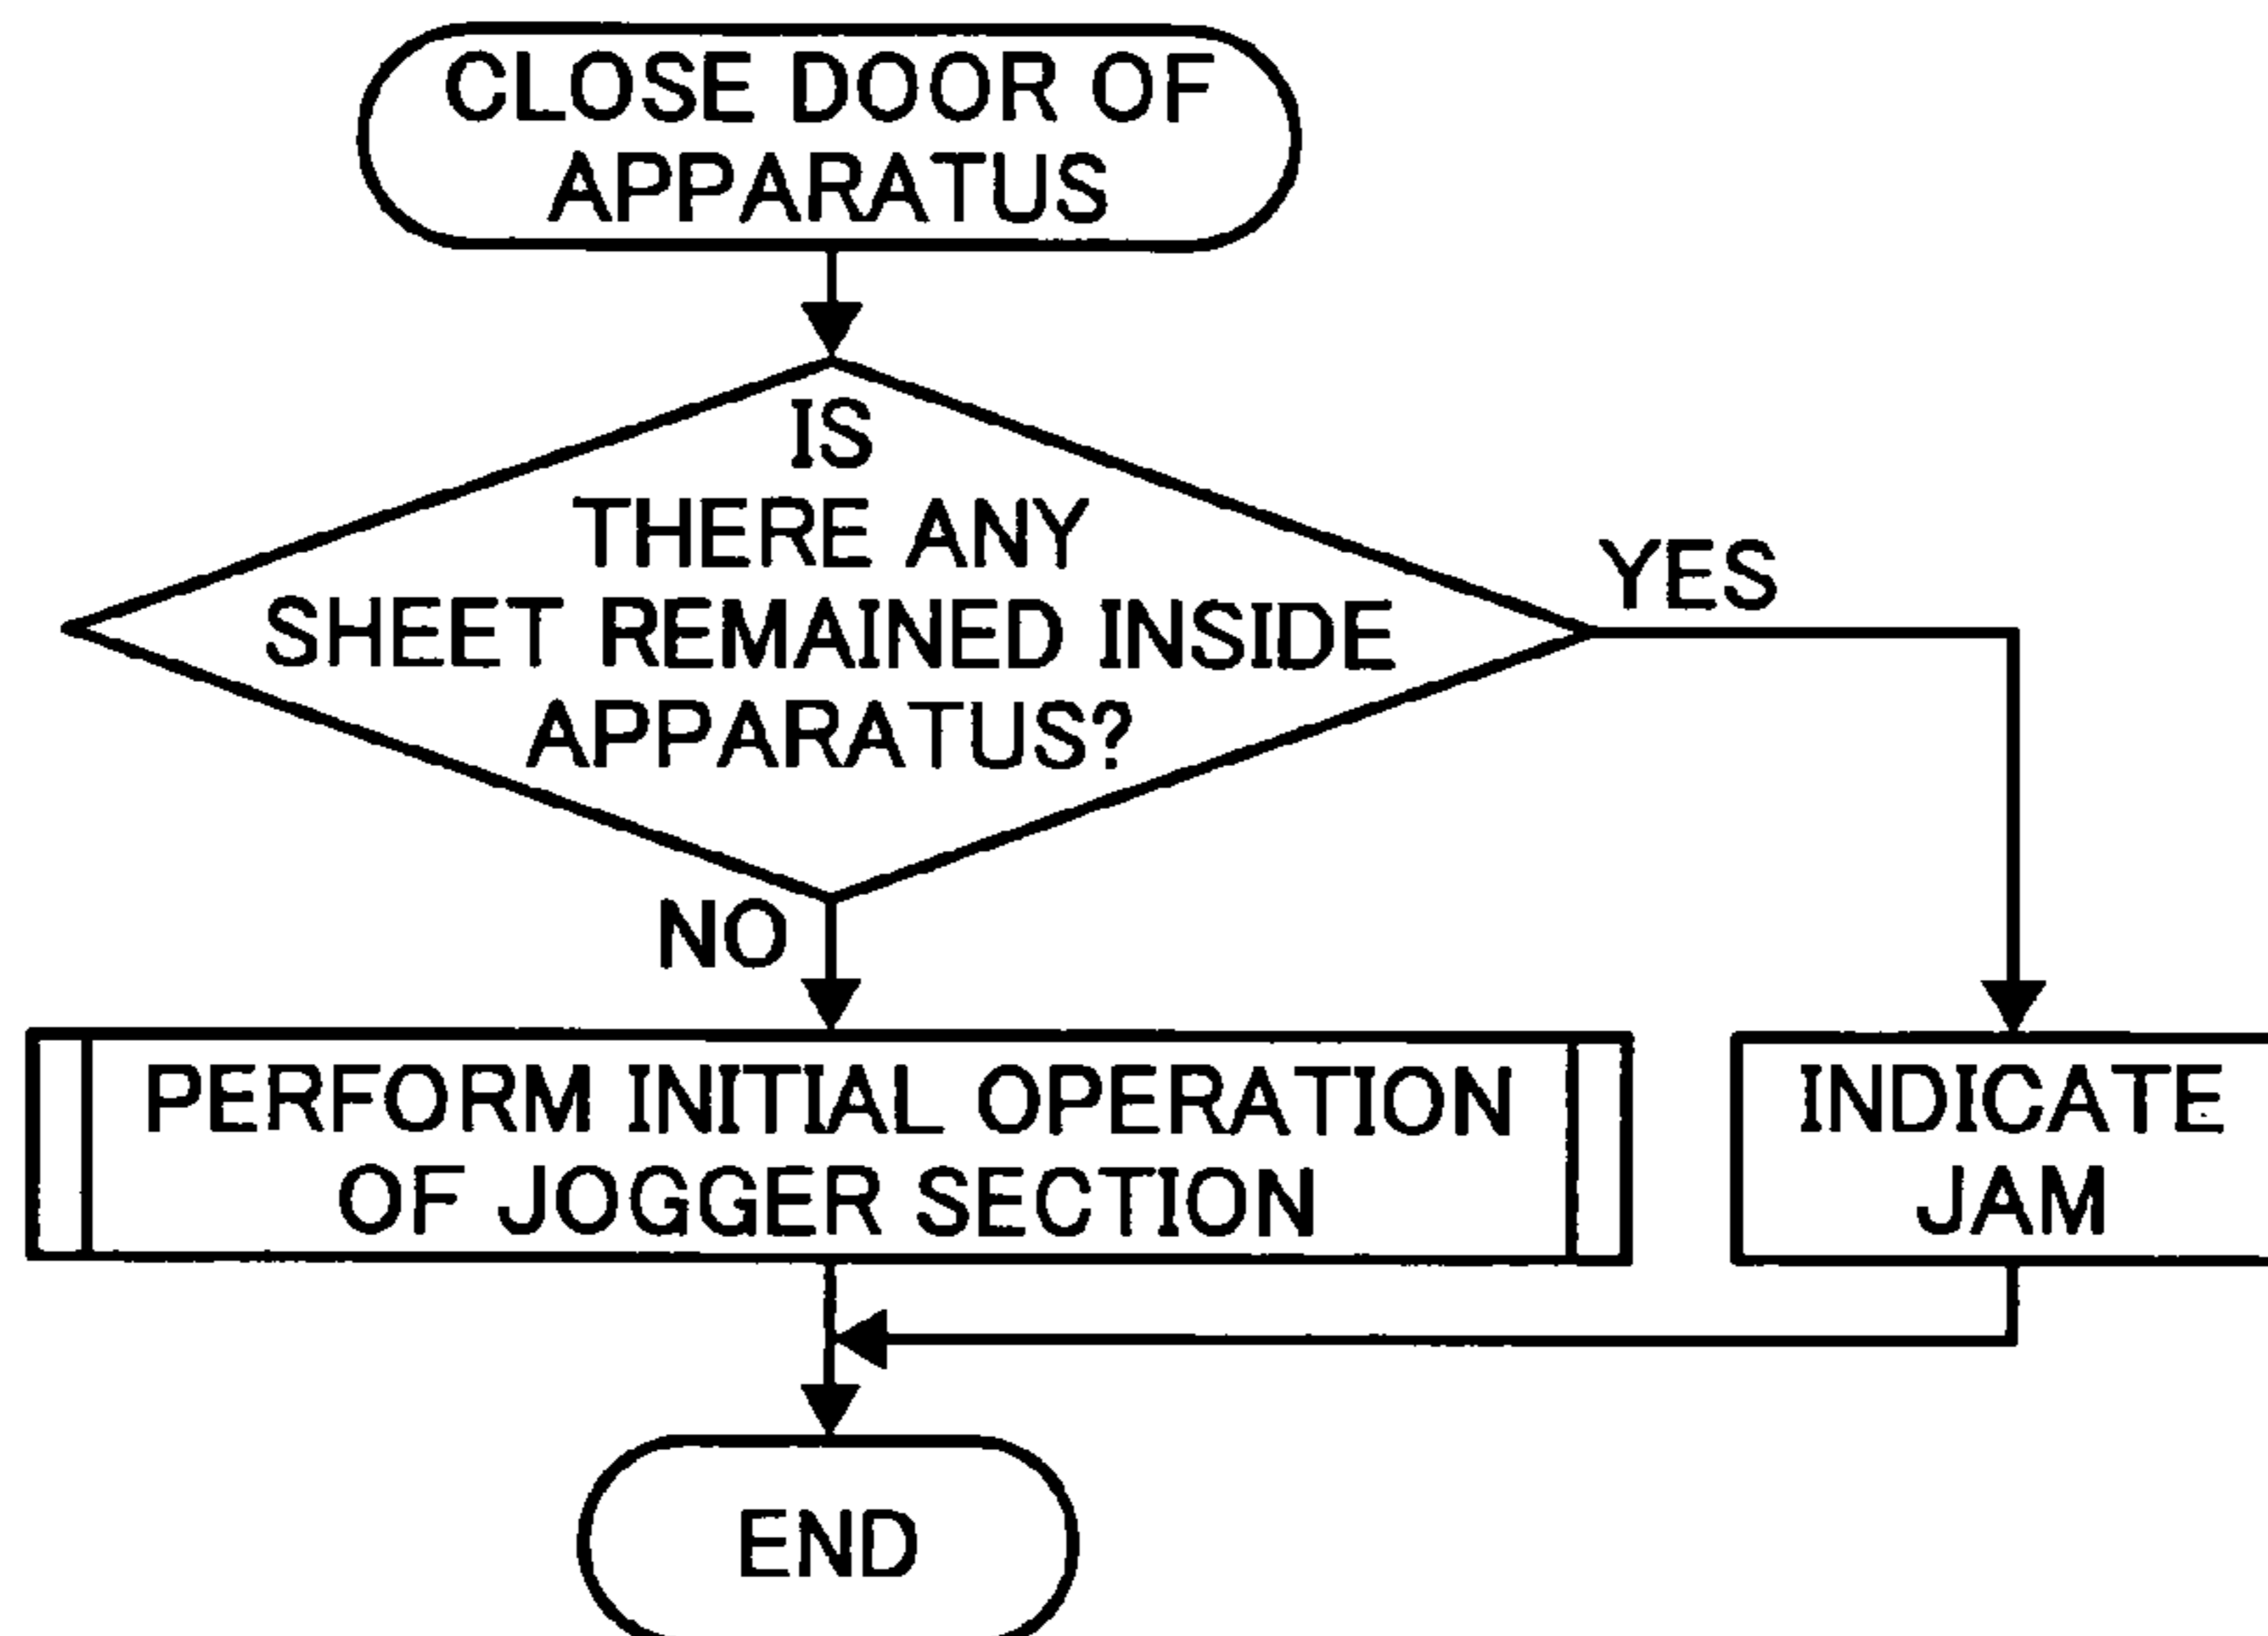 CLOSE DOOR OF
APPARATUS
IS
THERE ANY
SHEET REMAINED INSIDE
APPARATUS?
YES
NO
PERFORM INITIAL OPERATION
OF JOGGER SECTION
INDICATE
JAM
END